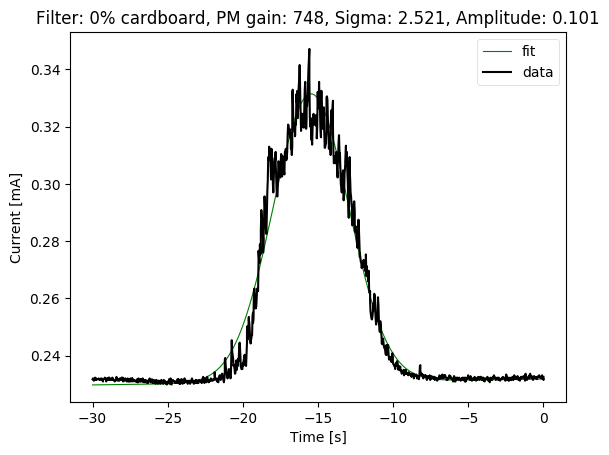 Filter: 0% cardboard, PM gain: 748, Sigma: 2.521, Amplitude: 0.101
fit
data
0.34
0.32
0.30
0.28
0.26
0.24
Current [mA]
−30
−25
−20
−15
−10
−5
0
Time [s]